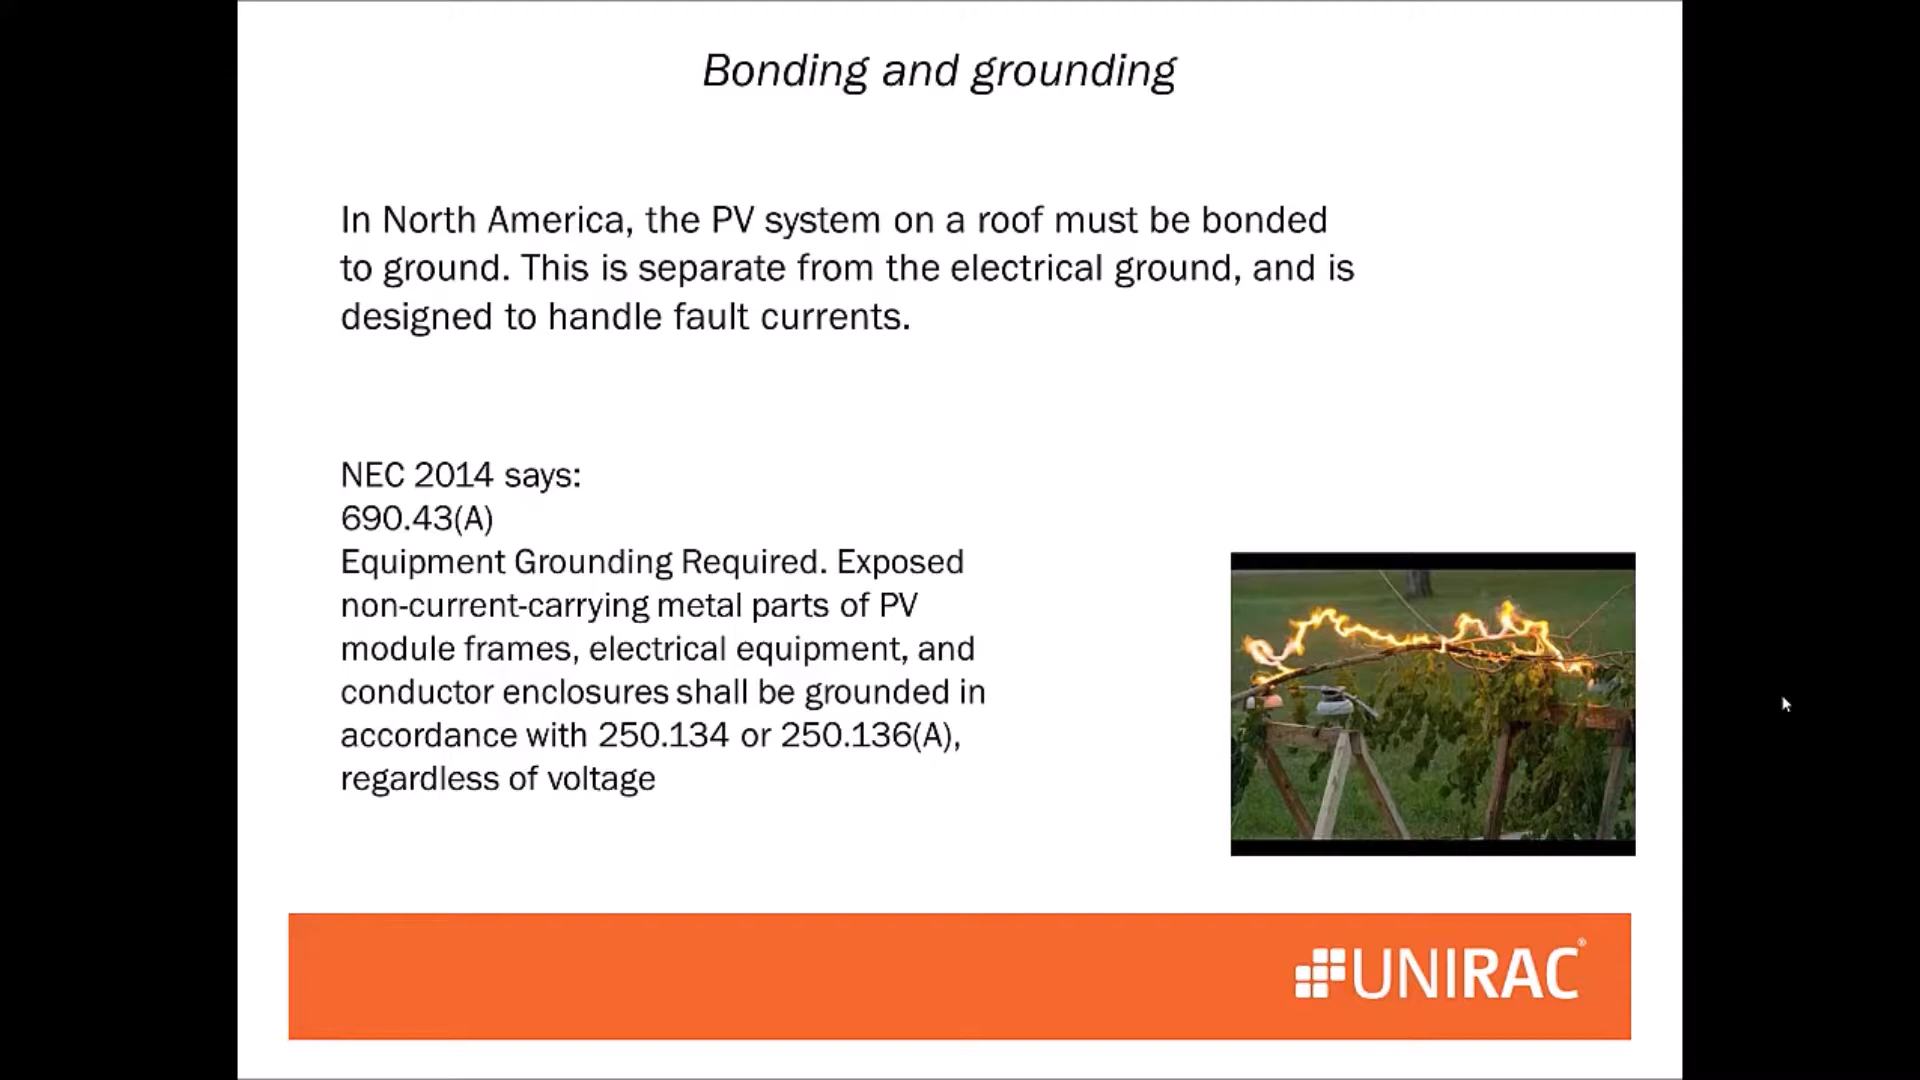 Bonding and grounding
In North America, the PV system on a roof must be bonded
to ground. This is separate from the electrical ground, and is
designed to handle fault currents.
NEC 2014 says:
690.43(A)
Equipment Grounding Required. Exposed
non-current-carrying metal parts of PV
module frames, electrical equipment, and
conductor enclosures shall be grounded in
accordance with 250.134 or 250.136(A),
regardless of voltage
UNIRAC®